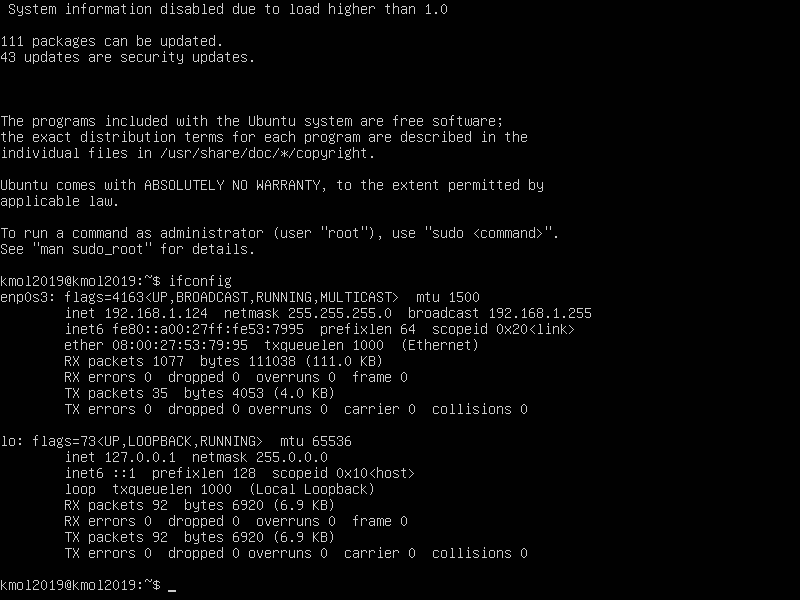 System information disabled due to load higher than 1.0
111 packages can be updated.
43 updates are security updates.
The programs included with the Ubuntu system are free software;
the exact distribution terms for each program are described in the
individual files in /usr/share/doc/*/copyright.
Ubuntu comes with ABSOLUTELY NO WARRANTY, to the extent permitted by
applicable law.
To run a command as administrator (user "root"), use "sudo <command>".
See "man sudo_root" for details.
kmol2019@kmol2019:~$ ifconfig
enp0s3: flags=4163<UP,BROADCAST,RUNNING,MULTICAST>  mtu 1500
inet 192.168.1.124  netmask 255.255.255.0  broadcast 192.168.1.255
inet6 fe80::a00:27ff:fe53:7995  prefixlen 64  scopeid 0x20<link>
ether 08:00:27:53:79:95  txqueuelen 1000  (Ethernet)
RX packets 1077  bytes 111038 (111.0 KB)
RX errors 0  dropped 0  overruns 0  frame 0
TX packets 35  bytes 4053 (4.0 KB)
TX errors 0  dropped 0 overruns 0  carrier 0  collisions 0
lo: flags=73<UP,LOOPBACK,RUNNING>  mtu 65536
inet 127.0.0.1  netmask 255.0.0.0
inet6 ::1  prefixlen 128  scopeid 0x10<host>
loop  txqueuelen 1000  (Local Loopback)
RX packets 92  bytes 6920 (6.9 KB)
RX errors 0  dropped 0  overruns 0  frame 0
TX packets 92  bytes 6920 (6.9 KB)
TX errors 0  dropped 0 overruns 0  carrier 0  collisions 0
kmol2019@kmol2019:~$ _